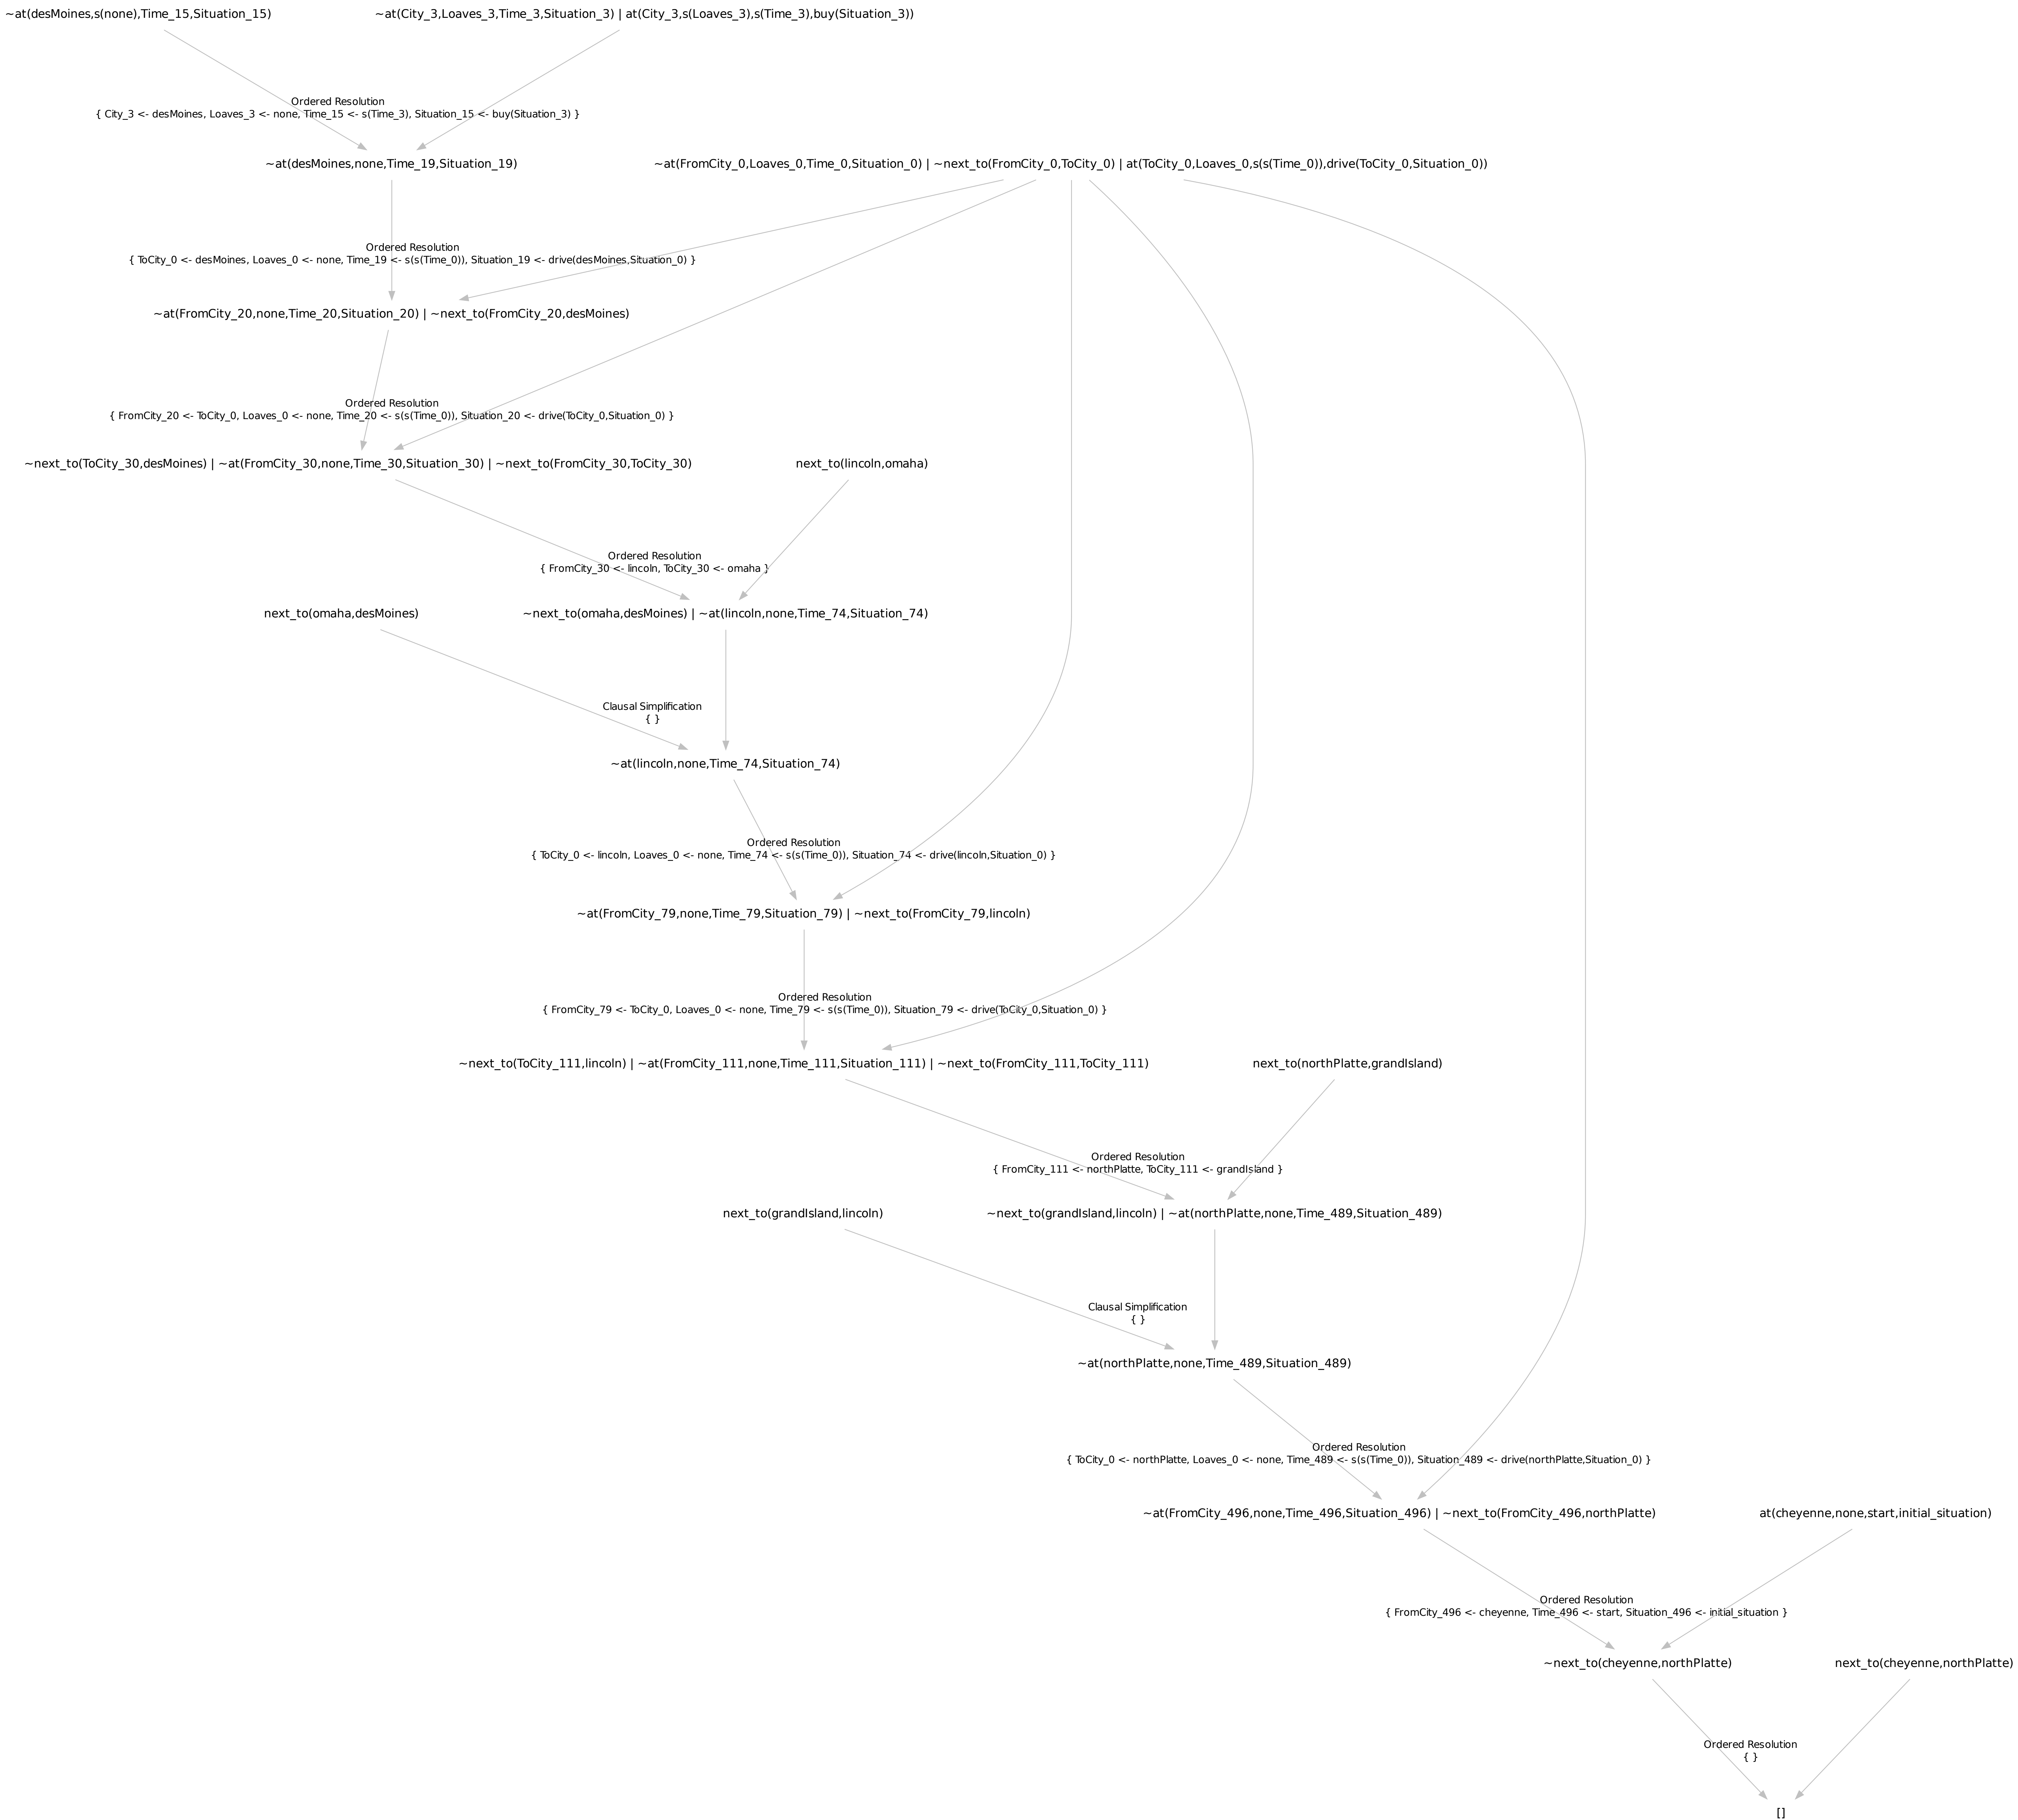 ~at(desMoines,s(none),Time_15,Situation_15)
~at(City_3,Loaves_3,Time_3,Situation_3) | at(City_3,s(Loaves_3),s(Time_3),buy(Situation_3))
Ordered Resolution
{ City_3 <- desMoines, Loaves_3 <- none, Time_15 <- s(Time_3), Situation_15 <- buy(Situation_3) }
~at(desMoines,none,Time_19,Situation_19)
~at(FromCity_0,Loaves_0,Time_0,Situation_0) | ~next_to(FromCity_0,ToCity_0) | at(ToCity_0,Loaves_0,s(s(Time_0)),drive(ToCity_0,Situation_0))
Ordered Resolution
{ ToCity_0 <- desMoines, Loaves_0 <- none, Time_19 <- s(s(Time_0)), Situation_19 <- drive(desMoines,Situation_0) }
~at(FromCity_20,none,Time_20,Situation_20) | ~next_to(FromCity_20,desMoines)
Ordered Resolution
{ FromCity_20 <- ToCity_0, Loaves_0 <- none, Time_20 <- s(s(Time_0)), Situation_20 <- drive(ToCity_0,Situation_0) }
~next_to(ToCity_30,desMoines) | ~at(FromCity_30,none,Time_30,Situation_30) | ~next_to(FromCity_30,ToCity_30)
next_to(lincoln,omaha)
Ordered Resolution
{ FromCity_30 <- lincoln, ToCity_30 <- omaha }
next_to(omaha,desMoines)
~next_to(omaha,desMoines) | ~at(lincoln,none,Time_74,Situation_74)
Clausal Simplification
{ }
~at(lincoln,none,Time_74,Situation_74)
Ordered Resolution
{ ToCity_0 <- lincoln, Loaves_0 <- none, Time_74 <- s(s(Time_0)), Situation_74 <- drive(lincoln,Situation_0) }
~at(FromCity_79,none,Time_79,Situation_79) | ~next_to(FromCity_79,lincoln)
Ordered Resolution
{ FromCity_79 <- ToCity_0, Loaves_0 <- none, Time_79 <- s(s(Time_0)), Situation_79 <- drive(ToCity_0,Situation_0) }
~next_to(ToCity_111,lincoln) | ~at(FromCity_111,none,Time_111,Situation_111) | ~next_to(FromCity_111,ToCity_111)
next_to(northPlatte,grandIsland)
Ordered Resolution
{ FromCity_111 <- northPlatte, ToCity_111 <- grandIsland }
next_to(grandIsland,lincoln)
~next_to(grandIsland,lincoln) | ~at(northPlatte,none,Time_489,Situation_489)
Clausal Simplification
{ }
~at(northPlatte,none,Time_489,Situation_489)
Ordered Resolution
{ ToCity_0 <- northPlatte, Loaves_0 <- none, Time_489 <- s(s(Time_0)), Situation_489 <- drive(northPlatte,Situation_0) }
~at(FromCity_496,none,Time_496,Situation_496) | ~next_to(FromCity_496,northPlatte)
at(cheyenne,none,start,initial_situation)
Ordered Resolution
{ FromCity_496 <- cheyenne, Time_496 <- start, Situation_496 <- initial_situation }
~next_to(cheyenne,northPlatte)
next_to(cheyenne,northPlatte)
Ordered Resolution
{ }
[]